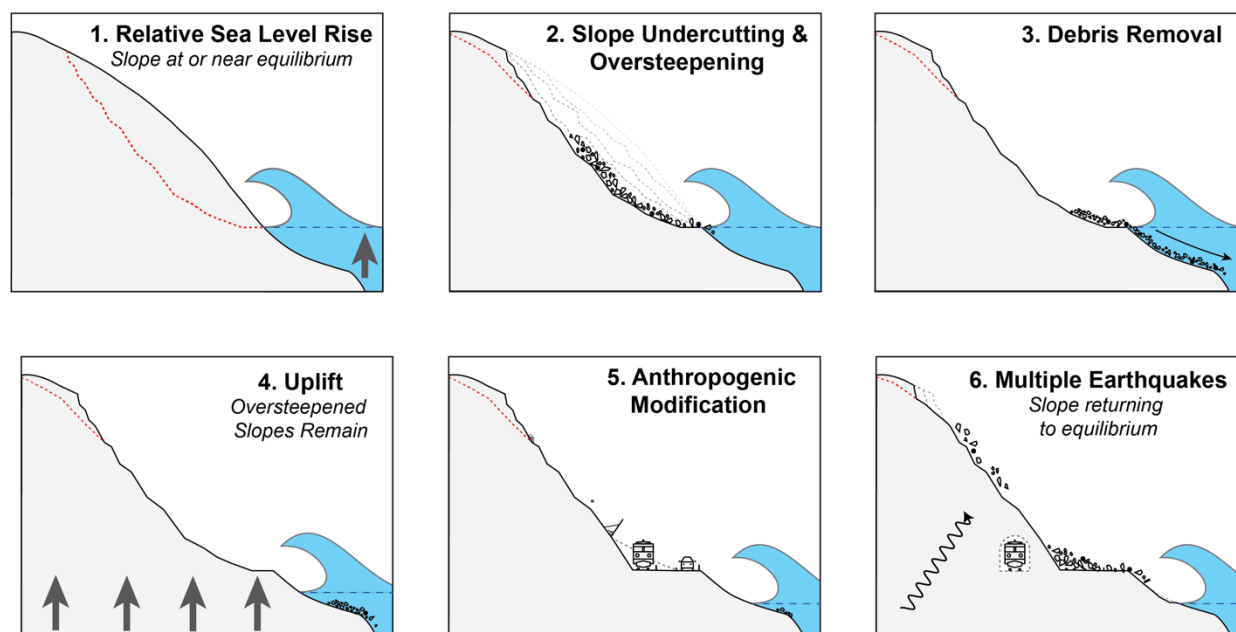 1. Relative Sea Level Rise
Slope at or near equilibrium
2. Slope Undercutting &
Oversteepening
3. Debris Removal
4. Uplift
Oversteepened
Slopes Remain
5. Anthropogenic
Modification
6. Multiple Earthquakes
Slope returning
to equilibrium